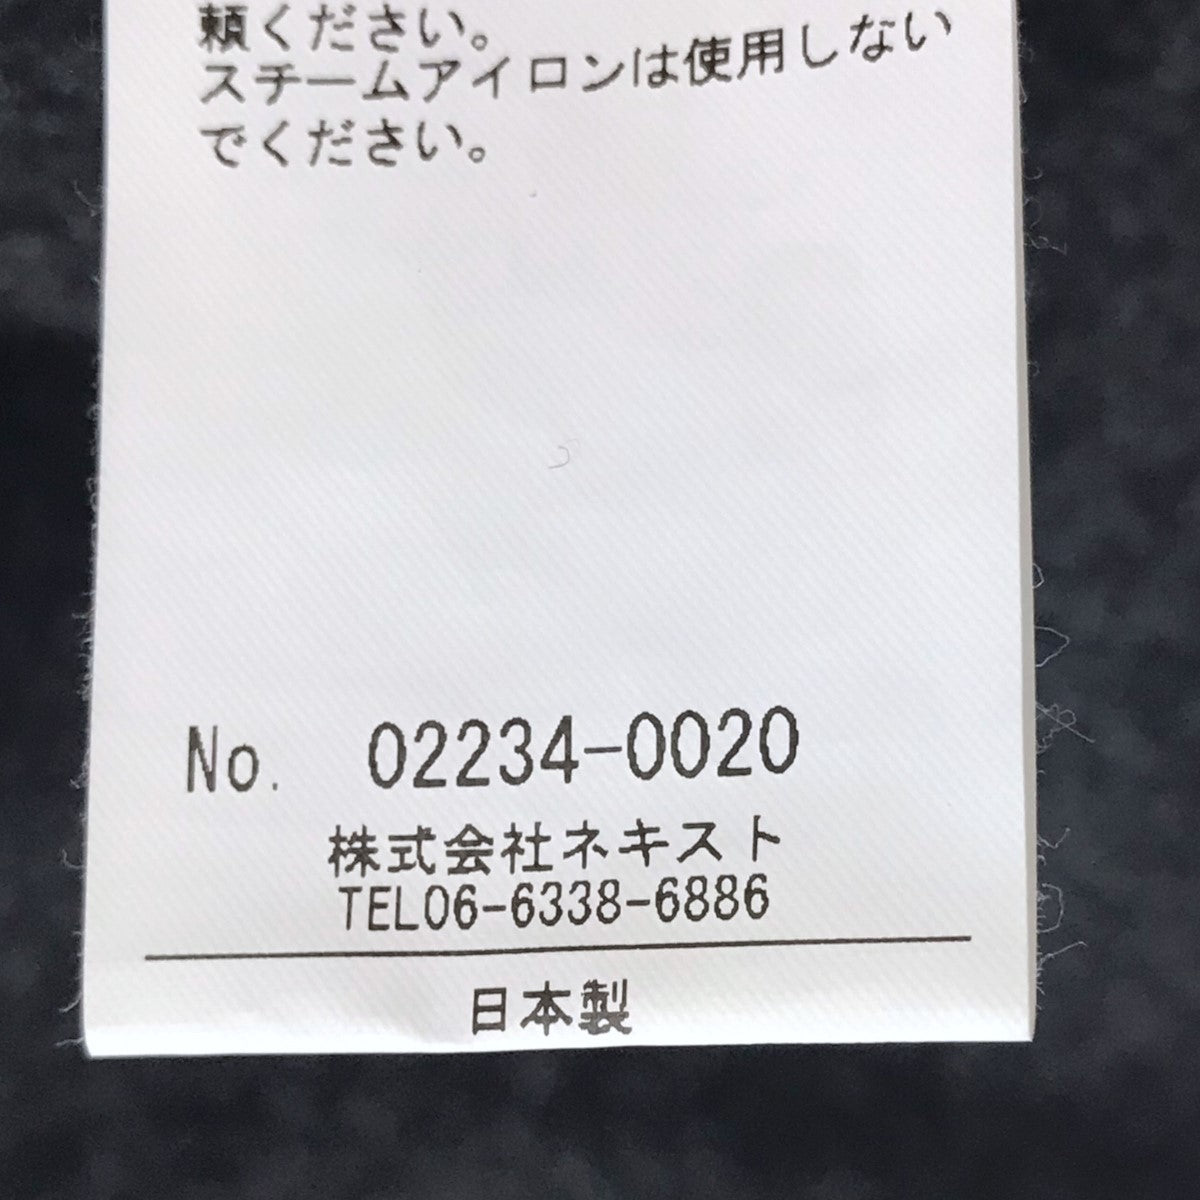 頼ください。
スチームアイロンは使用しない
でください。
No. 02234-0020
株式会社ネキスト
TEL06-6338-6886
日本製